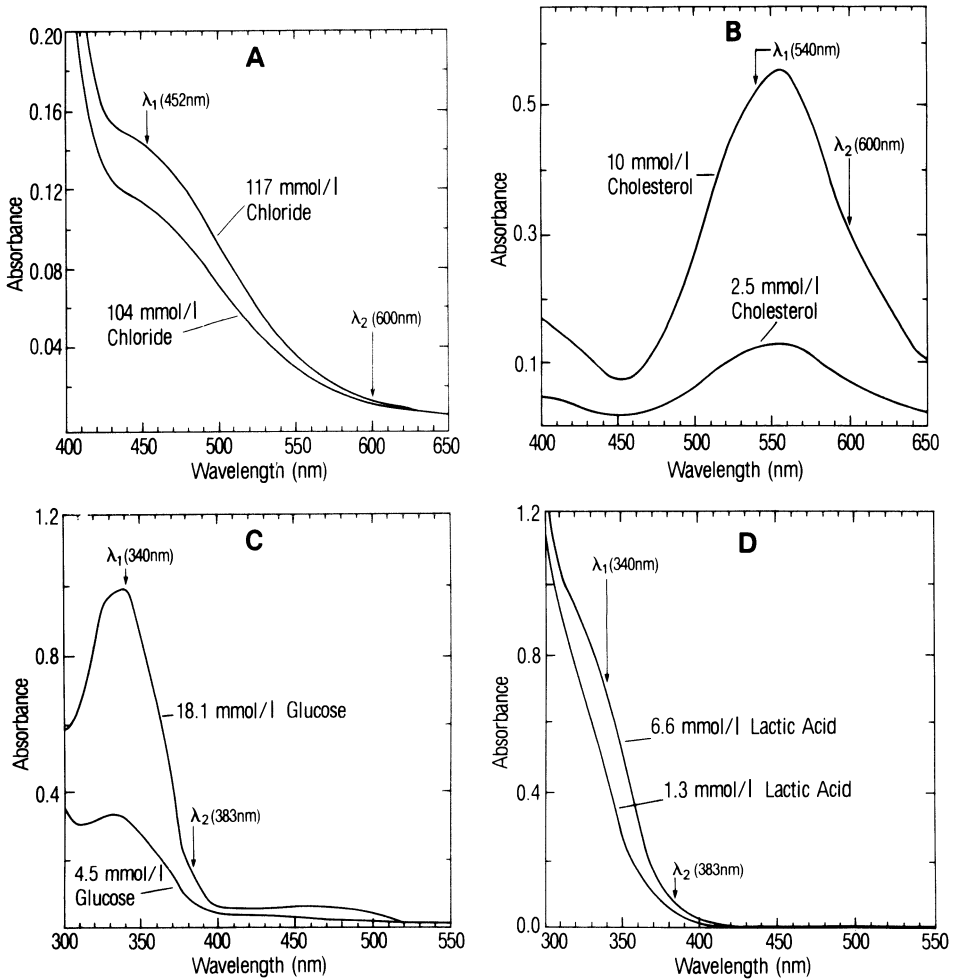 A
0.20
0.16
0.12
0.08
0.04
Absorbance
λ1 (452nm)
117 mmol/l
Chloride
104 mmol/l
Chloride
λ2 (600nm)
400 450 500 550 600 650
Wavelength (nm)
B
0.5
0.3
0.1
Absorbance
λ1 (540nm)
λ2 (600nm)
10 mmol/l
Cholesterol
2.5 mmol/l
Cholesterol
400 450 500 550 600 650
Wavelength (nm)
C
1.2
0.8
0.4
Absorbance
λ1 (340nm)
18.1 mmol/l Glucose
λ2 (383nm)
4.5 mmol/l
Glucose
300 350 400 450 500 550
Wavelength (nm)
D
1.2
0.8
0.4
0.0
Absorbance
λ1 (340nm)
6.6 mmol/l Lactic Acid
1.3 mmol/l Lactic Acid
λ2 (383nm)
300 350 400 450 500 550
Wavelength (nm)